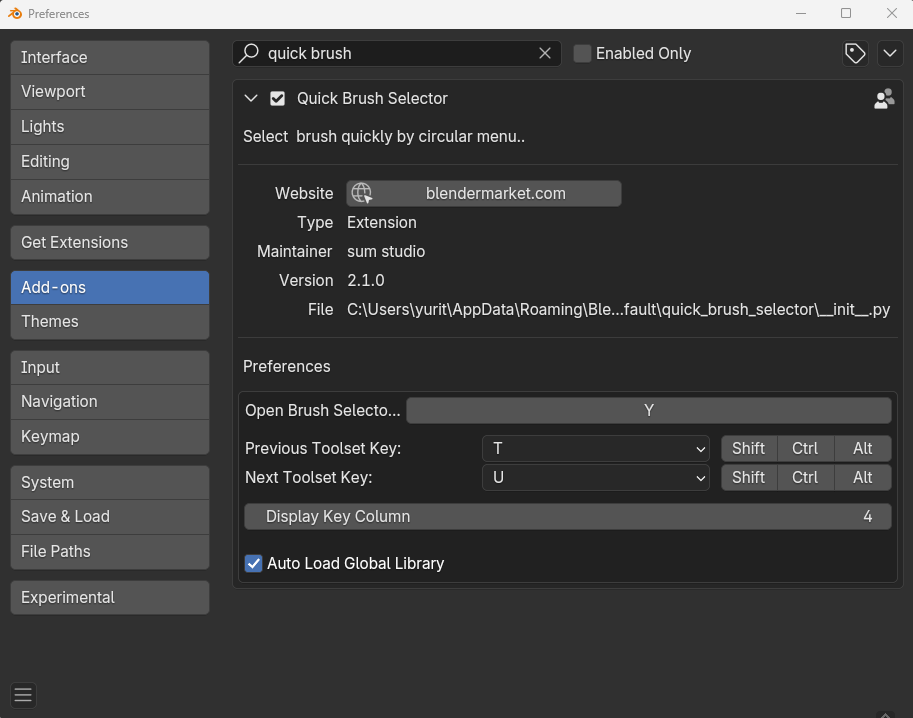 Preferences
Interface
Viewport
Lights
Editing
Animation
Get Extensions
Add-ons
Themes
Input
Navigation
Keymap
System
Save & Load
File Paths
Experimental
quick brush
Enabled Only
Quick Brush Selector
Select  brush quickly by circular menu..
Website blendermarket.com
Type Extension
Maintainer sum studio
Version 2.1.0
File C:\Users\yurit\AppData\Roaming\Ble...fault\quick_brush_selector\__init__.py
Preferences
Open Brush Selecto... Y
Previous Toolset Key: T Shift Ctrl Alt
Next Toolset Key: U Shift Ctrl Alt
Display Key Column 4
Auto Load Global Library